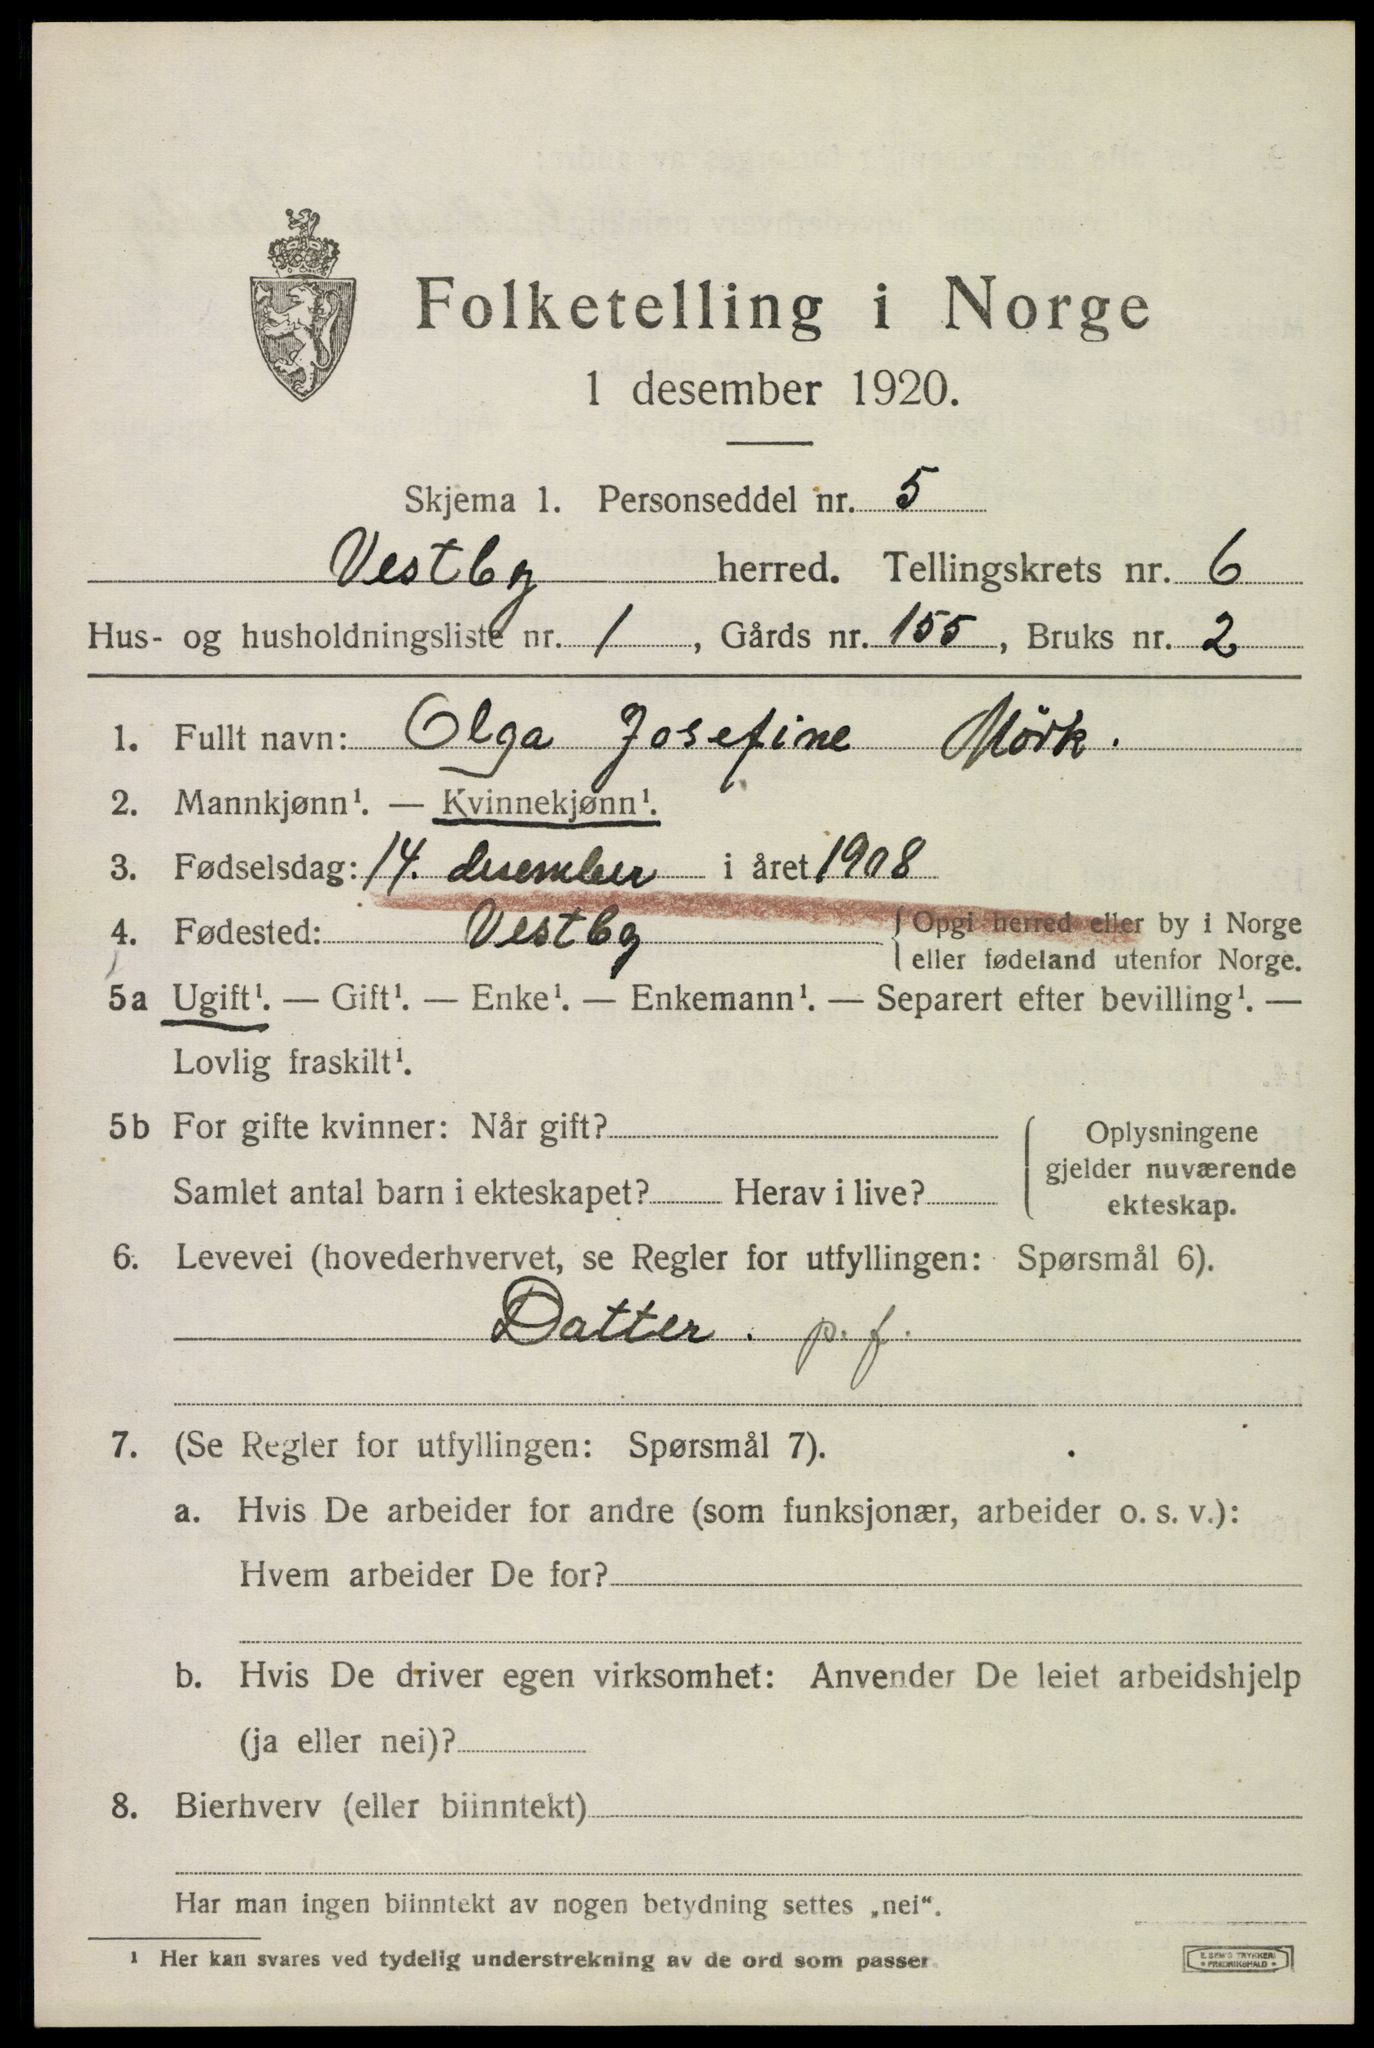 Folketelling i Norge
1 desember 1920.
Skjema 1. Personseddel nr. 5
Vestby herred. Tellingskrets nr. 6
Hus- og husholdningsliste nr. 1, Gårds nr. 155, Bruks nr. 2
1. Fullt navn: Olga Josefine Mörk.
2. Mannkjønn¹. — Kvinnekjønn¹.
3. Fødselsdag: 14. desember i året 1908
4. Fødested: Vestby { Opgi herred eller by i Norge
eller fødeland utenfor Norge.
5a Ugift¹. — Gift¹. — Enke¹. — Enkemann¹. — Separert efter bevilling¹. —
Lovlig fraskilt¹.
5b For gifte kvinner: Når gift?
Samlet antal barn i ekteskapet? Herav i live?
Oplysningene
gjelder nuværende
ekteskap.
6. Levevei (hovederhvervet, se Regler for utfyllingen: Spørsmål 6).
Datter. p. f.
7. (Se Regler for utfyllingen: Spørsmål 7).
a. Hvis De arbeider for andre (som funksjonær, arbeider o. s. v.):
Hvem arbeider De for?
b. Hvis De driver egen virksomhet: Anvender De leiet arbeidshjelp
(ja eller nei)?
8. Bierhverv (eller biinntekt)
Har man ingen biinntekt av nogen betydning settes „nei“.
¹ Her kan svares ved tydelig understrekning av de ord som passer.
E. SEM'S TRYKKERI
FREDRIKSHALD